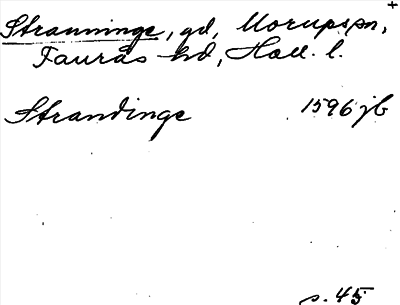 +
Stranninge, gd, Morups sn,
Faurås hd, Hall. l.
Strandinge 1596 jb
s. 45